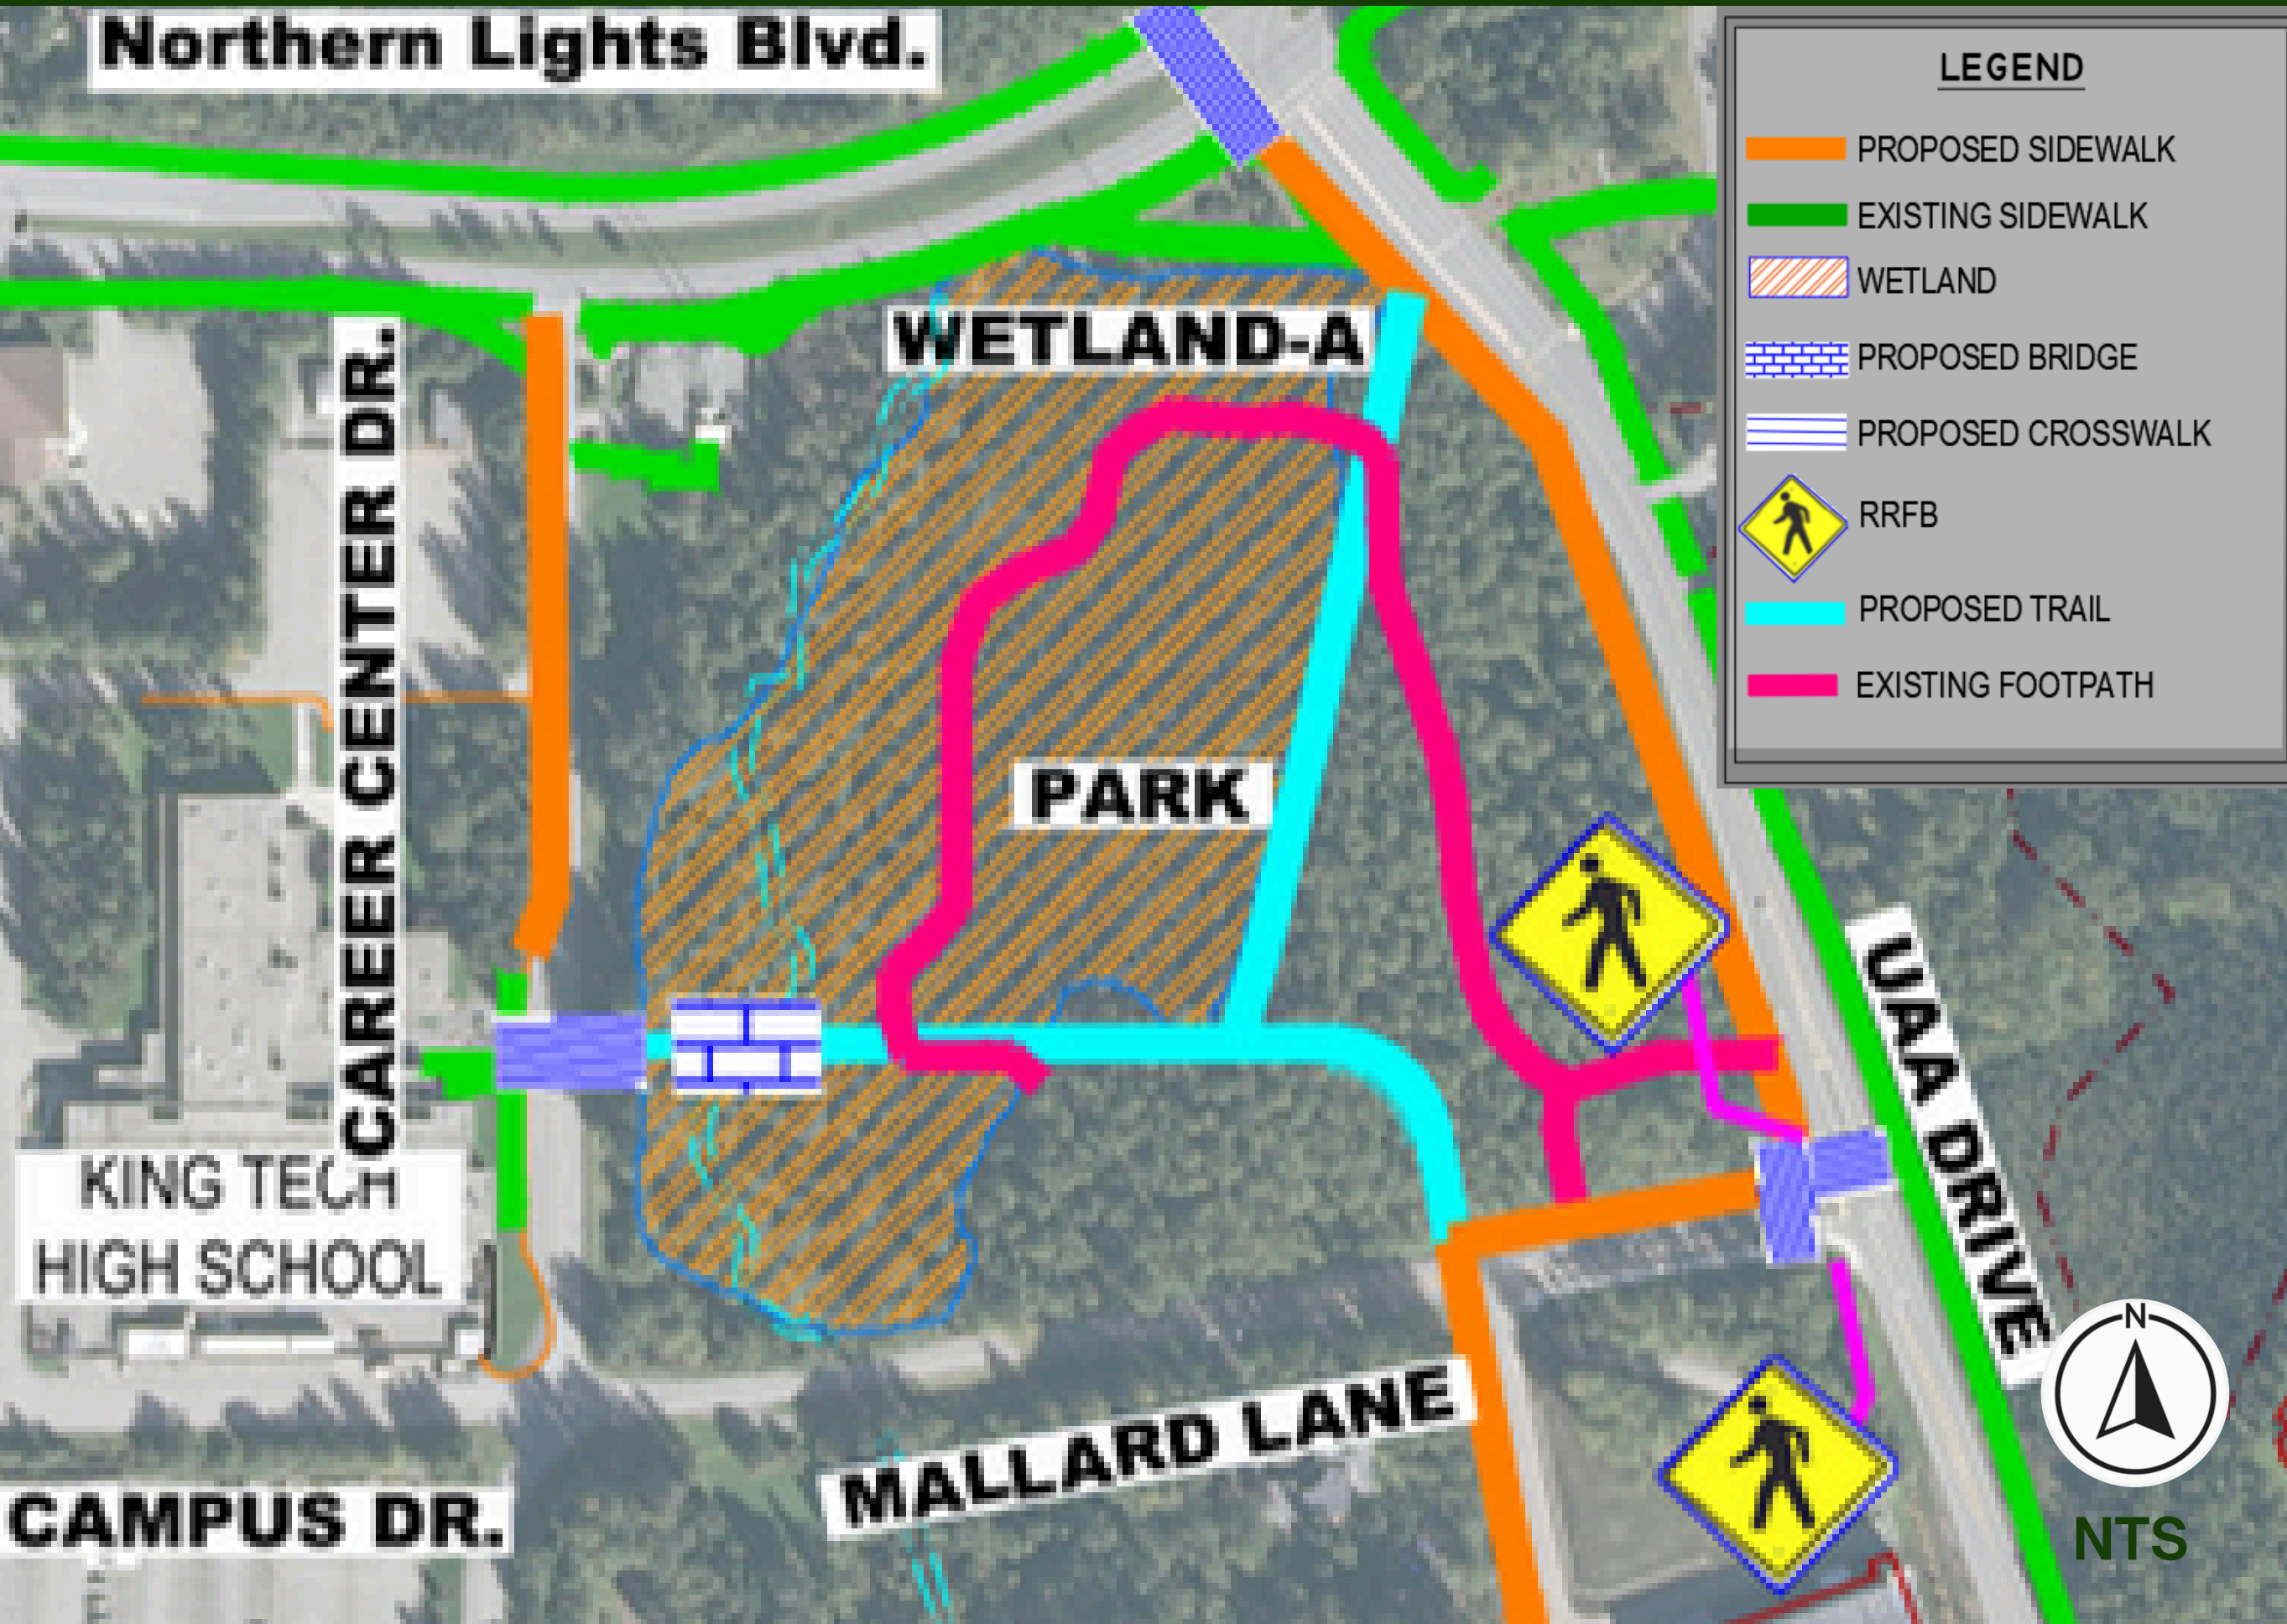 Northern Lights Blvd.
LEGEND
PROPOSED SIDEWALK
EXISTING SIDEWALK
WETLAND
PROPOSED BRIDGE
PROPOSED CROSSWALK
RRFB
PROPOSED TRAIL
EXISTING FOOTPATH
WETLAND-A
CAREER CENTER DR.
PARK
UAA DRIVE
KING TECH
HIGH SCHOOL
MALLARD LANE
CAMPUS DR.
N
NTS